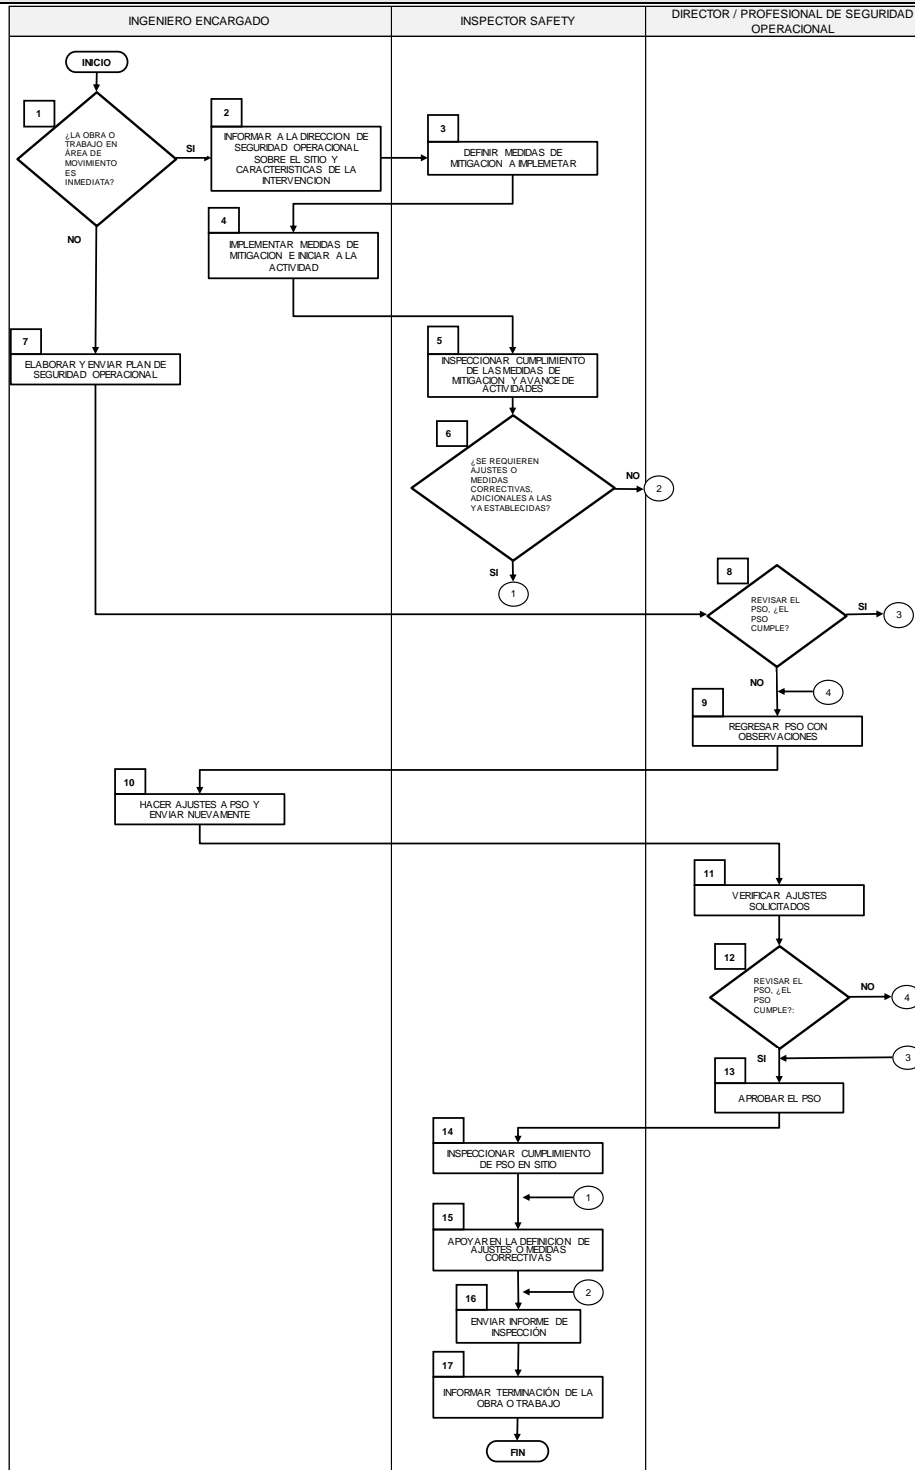 INGENIERO ENCARGADO
INSPECTOR SAFETY
DIRECTOR / PROFESIONAL DE SEGURIDAD
OPERACIONAL
INICIO
1
¿LA OBRA O
TRABAJO EN
ÁREA DE
MOVIMIENTO
ES
INMEDIATA?
SI
NO
2
INFORMAR A LA DIRECCION DE
SEGURIDAD OPERACIONAL
SOBRE EL SITIO Y
CARACTERISTICAS DE LA
INTERVENCION
3
DEFINIR MEDIDAS DE
MITIGACION A IMPLEMETAR
4
IMPLEMENTAR MEDIDAS DE
MITIGACION E INICIAR A LA
ACTIVIDAD
7
ELABORAR Y ENVIAR PLAN DE
SEGURIDAD OPERACIONAL
5
INSPECCIONAR CUMPLIMIENTO
DE LAS MEDIDAS DE
MITIGACION Y AVANCE DE
ACTIVIDADES
6
¿SE REQUIEREN
AJUSTES O
MEDIDAS
CORRECTIVAS,
ADICIONALES A LAS
YA ESTABLECIDAS?
NO
2
SI
1
8
REVISAR EL
PSO, ¿EL
PSO
CUMPLE?
SI
3
NO
4
9
REGRESAR PSO CON
OBSERVACIONES
10
HACER AJUSTES A PSO Y
ENVIAR NUEVAMENTE
11
VERIFICAR AJUSTES
SOLICITADOS
12
REVISAR EL
PSO, ¿EL
PSO
CUMPLE?:
NO
4
SI
3
13
APROBAR EL PSO
14
INSPECCIONAR CUMPLIMIENTO
DE PSO EN SITIO
1
15
APOYAR EN LA DEFINICION DE
AJUSTES O MEDIDAS
CORRECTIVAS
2
16
ENVIAR INFORME DE
INSPECCIÓN
17
INFORMAR TERMINACIÓN DE LA
OBRA O TRABAJO
FIN